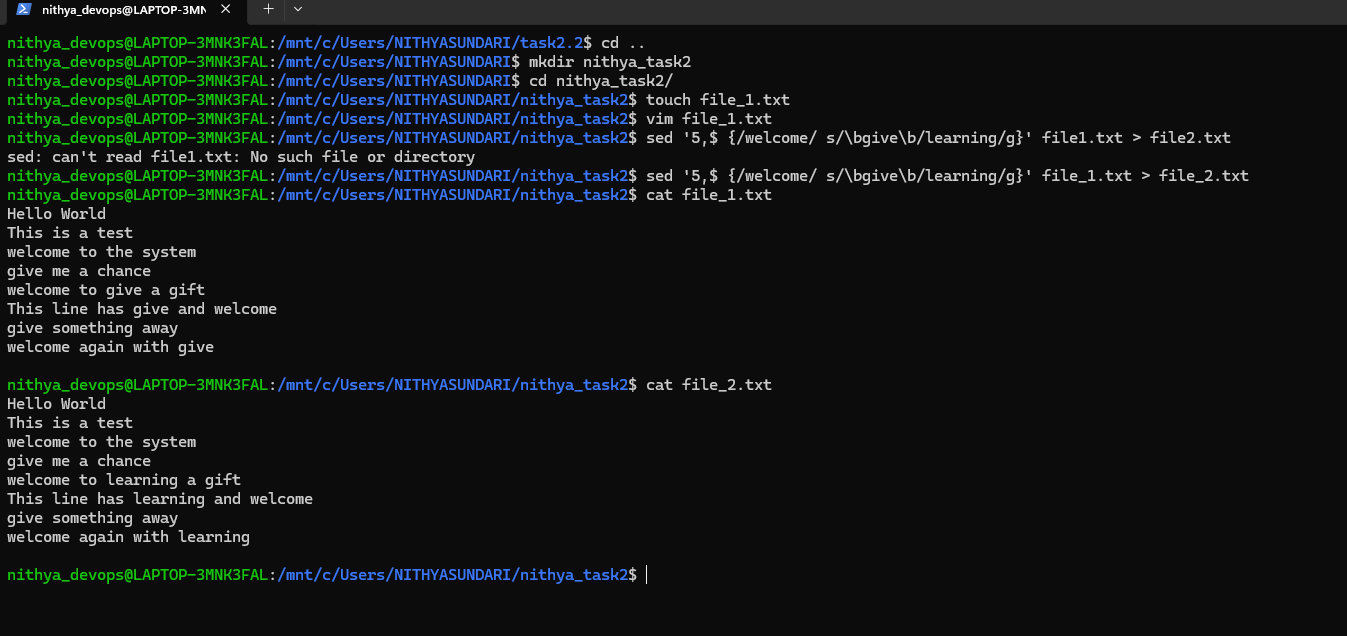 nithya_devops@LAPTOP-3MN
nithya_devops@LAPTOP-3MNK3FAL:/mnt/c/Users/NITHYASUNDARI/task2.2$ cd ..
nithya_devops@LAPTOP-3MNK3FAL:/mnt/c/Users/NITHYASUNDARI$ mkdir nithya_task2
nithya_devops@LAPTOP-3MNK3FAL:/mnt/c/Users/NITHYASUNDARI$ cd nithya_task2/
nithya_devops@LAPTOP-3MNK3FAL:/mnt/c/Users/NITHYASUNDARI/nithya_task2$ touch file_1.txt
nithya_devops@LAPTOP-3MNK3FAL:/mnt/c/Users/NITHYASUNDARI/nithya_task2$ vim file_1.txt
nithya_devops@LAPTOP-3MNK3FAL:/mnt/c/Users/NITHYASUNDARI/nithya_task2$ sed '5,$ {/welcome/ s/\bgive\b/learning/g}' file1.txt > file2.txt
sed: can't read file1.txt: No such file or directory
nithya_devops@LAPTOP-3MNK3FAL:/mnt/c/Users/NITHYASUNDARI/nithya_task2$ sed '5,$ {/welcome/ s/\bgive\b/learning/g}' file_1.txt > file_2.txt
nithya_devops@LAPTOP-3MNK3FAL:/mnt/c/Users/NITHYASUNDARI/nithya_task2$ cat file_1.txt
Hello World
This is a test
welcome to the system
give me a chance
welcome to give a gift
This line has give and welcome
give something away
welcome again with give
nithya_devops@LAPTOP-3MNK3FAL:/mnt/c/Users/NITHYASUNDARI/nithya_task2$ cat file_2.txt
Hello World
This is a test
welcome to the system
give me a chance
welcome to learning a gift
This line has learning and welcome
give something away
welcome again with learning
nithya_devops@LAPTOP-3MNK3FAL:/mnt/c/Users/NITHYASUNDARI/nithya_task2$